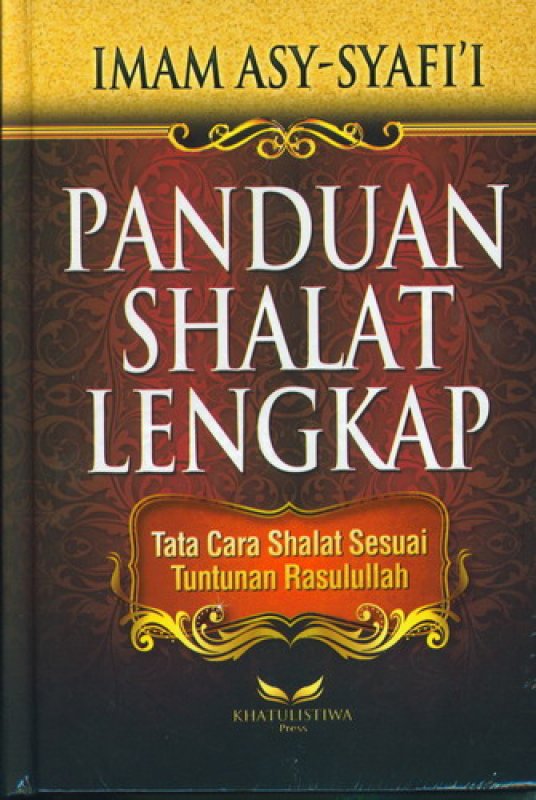 IMAM ASY-SYAFI'I
PANDUAN
SHALAT
LENGKAP
Tata Cara Shalat Sesuai
Tuntunan Rasulullah
KHATULISTIWA
Press